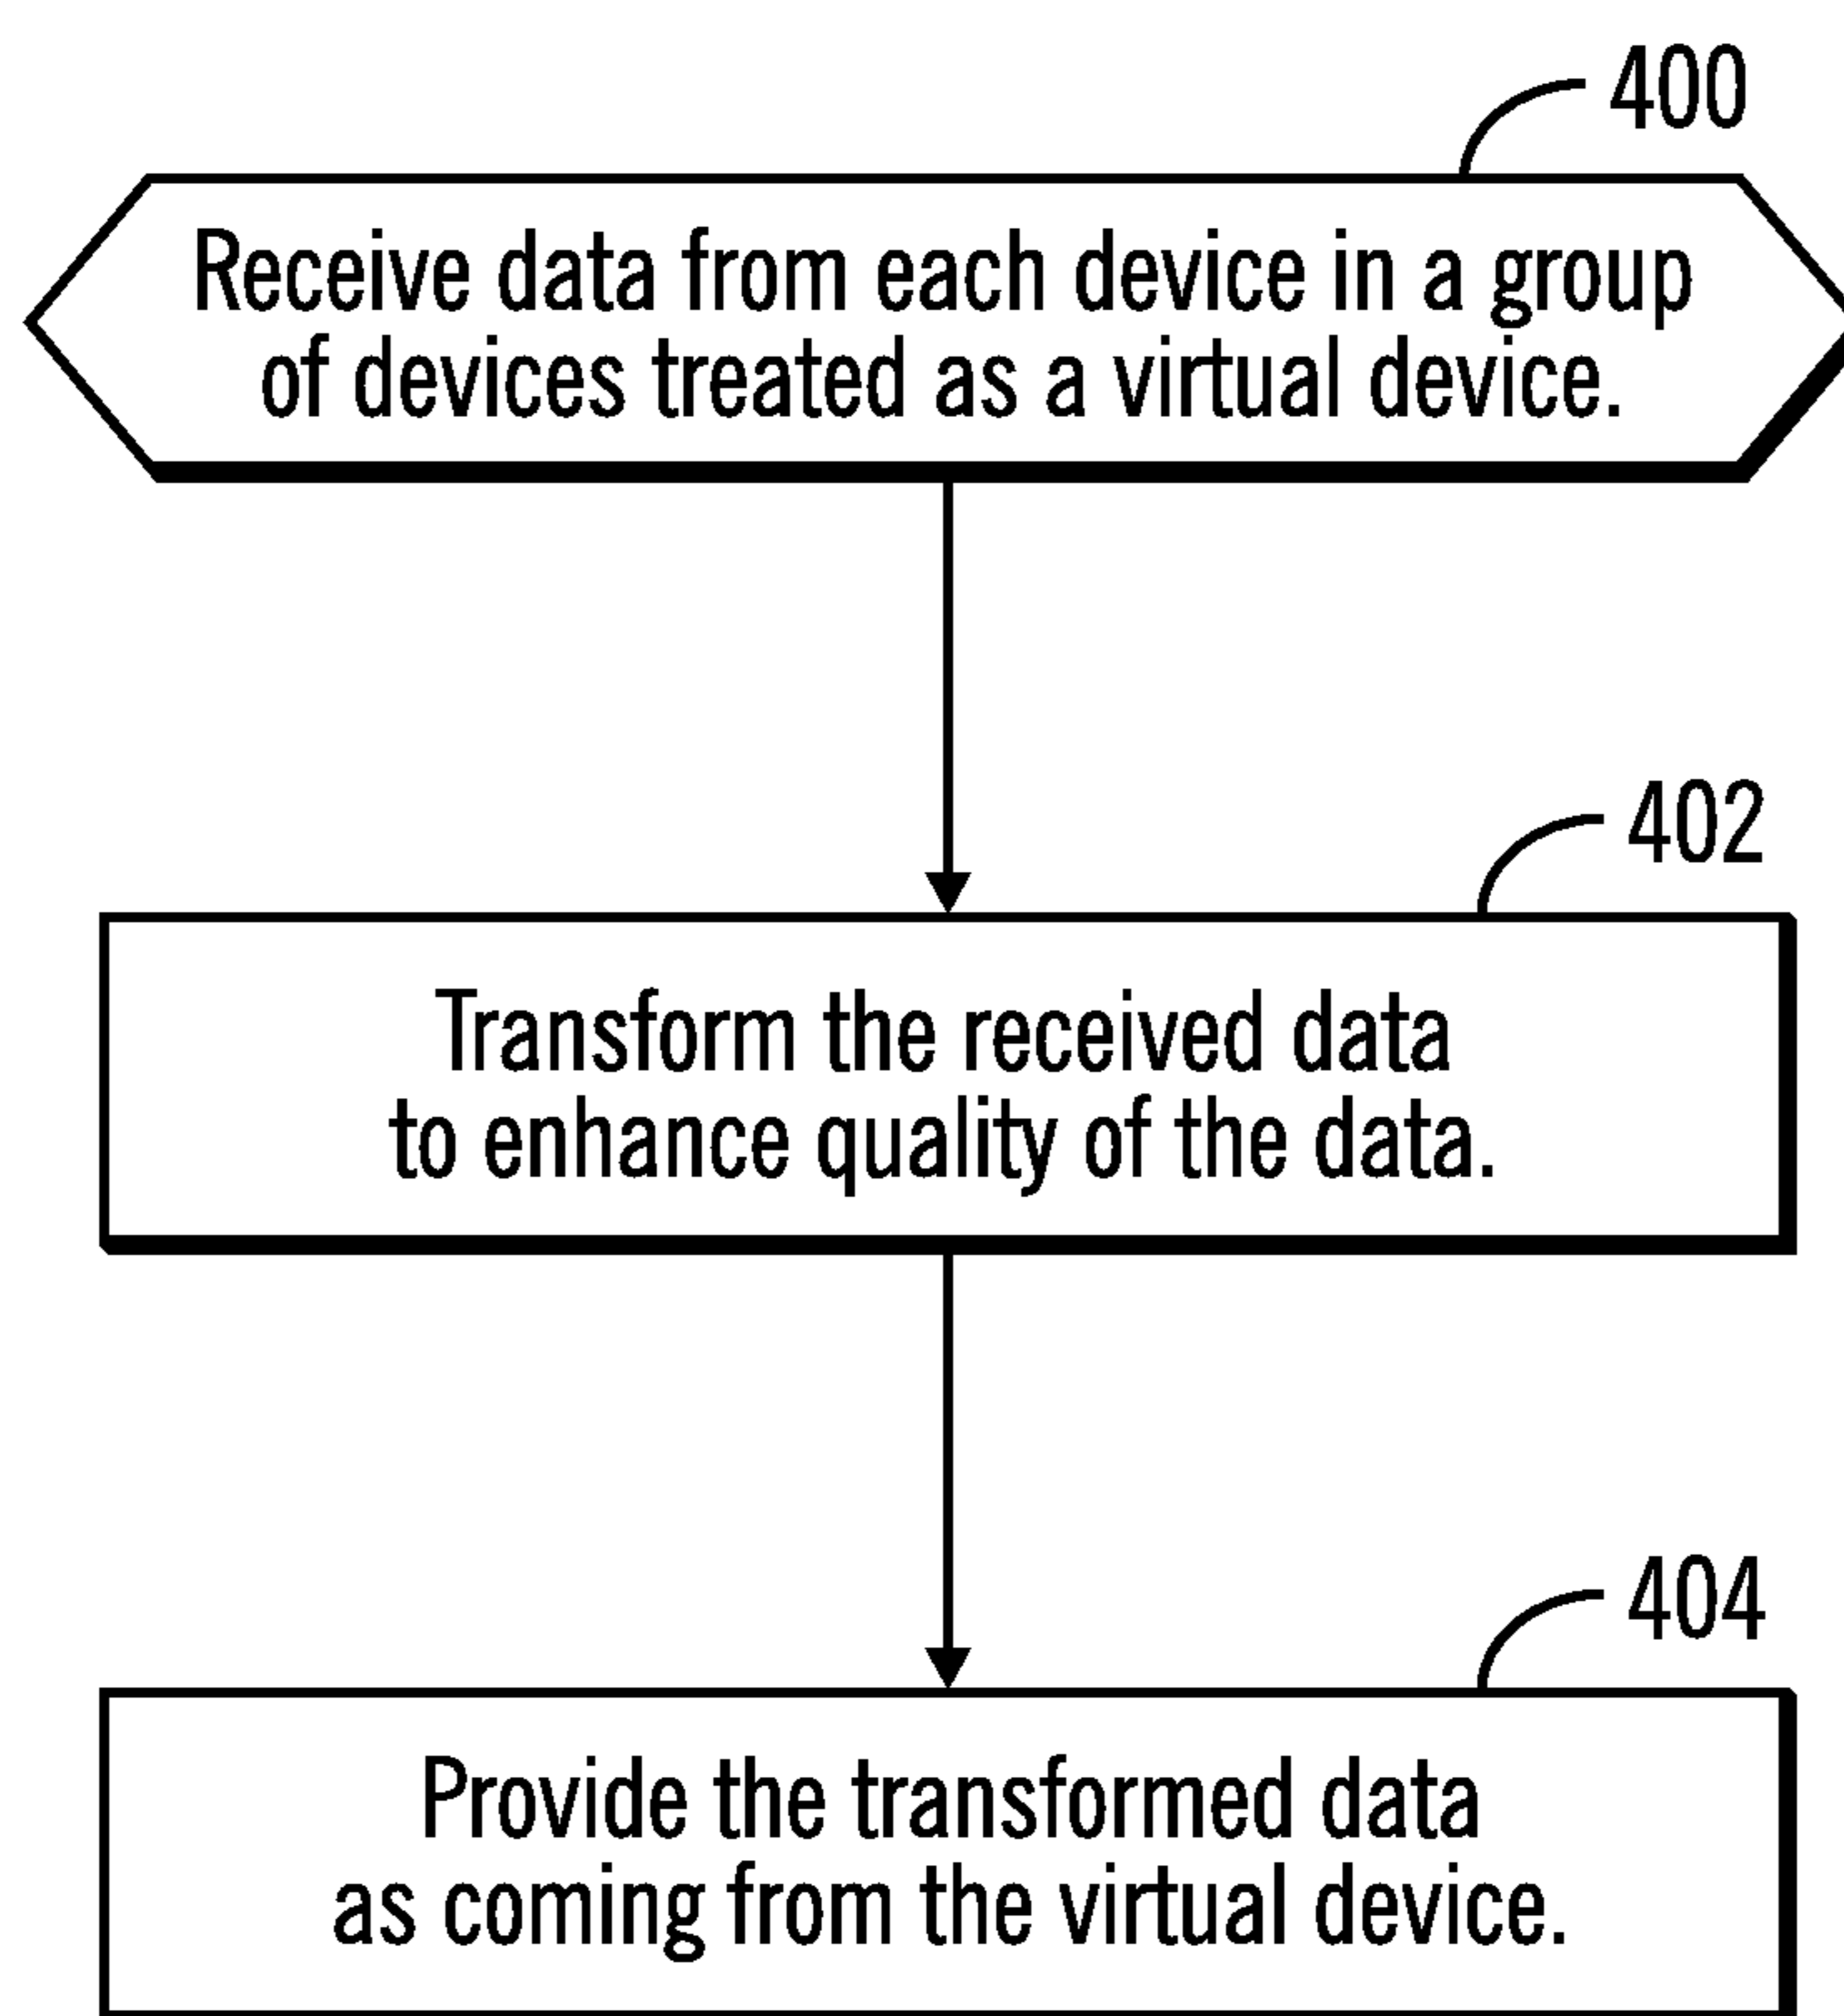 400
Receive data from each device in a group
of devices treated as a virtual device.
402
Transform the received data
to enhance quality of the data.
404
Provide the transformed data
as coming from the virtual device.